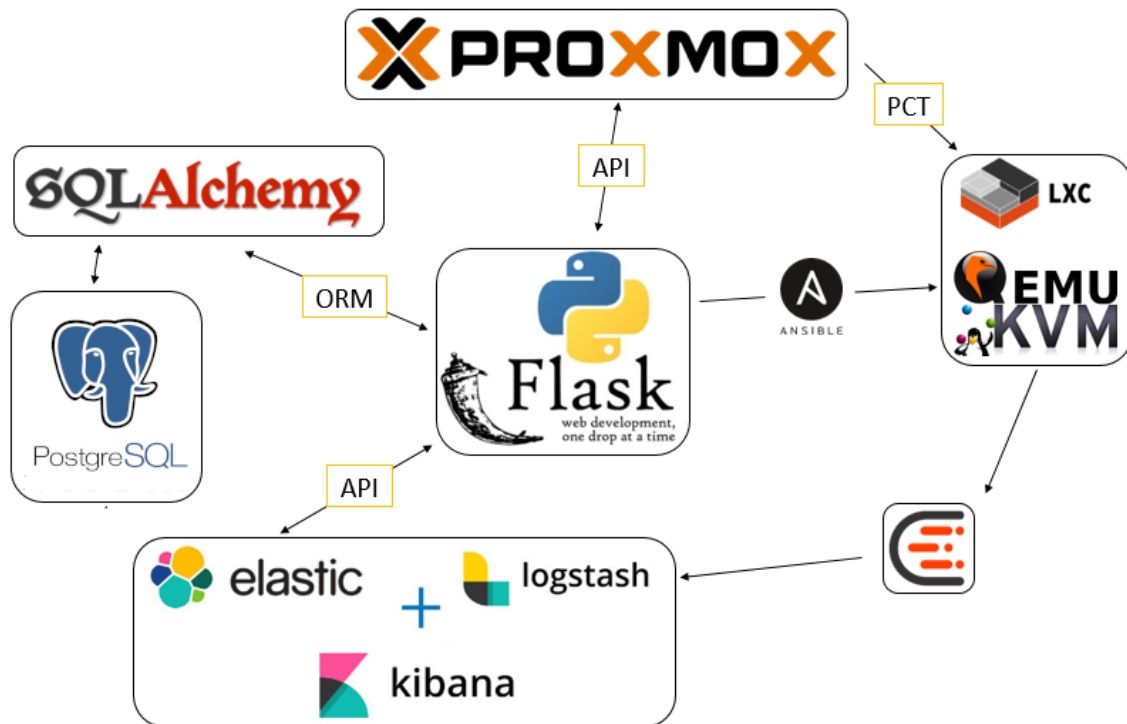 PROXMOX
PCT
API
LXC
SQLAlchemy
QEMU
KVM
ORM
ANSIBLE
Flask
web development,
one drop at a time
PostgreSQL
API
elastic
logstash
+
kibana